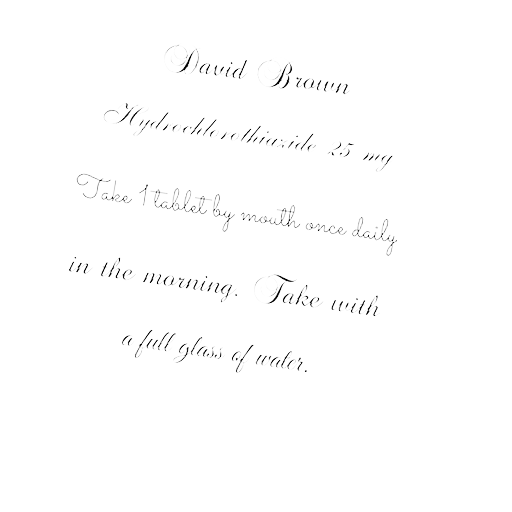 David Brown
Hydrochlorothiazide 25 mg
Take 1 tablet by mouth once daily
in the morning. Take with
a full glass of water.